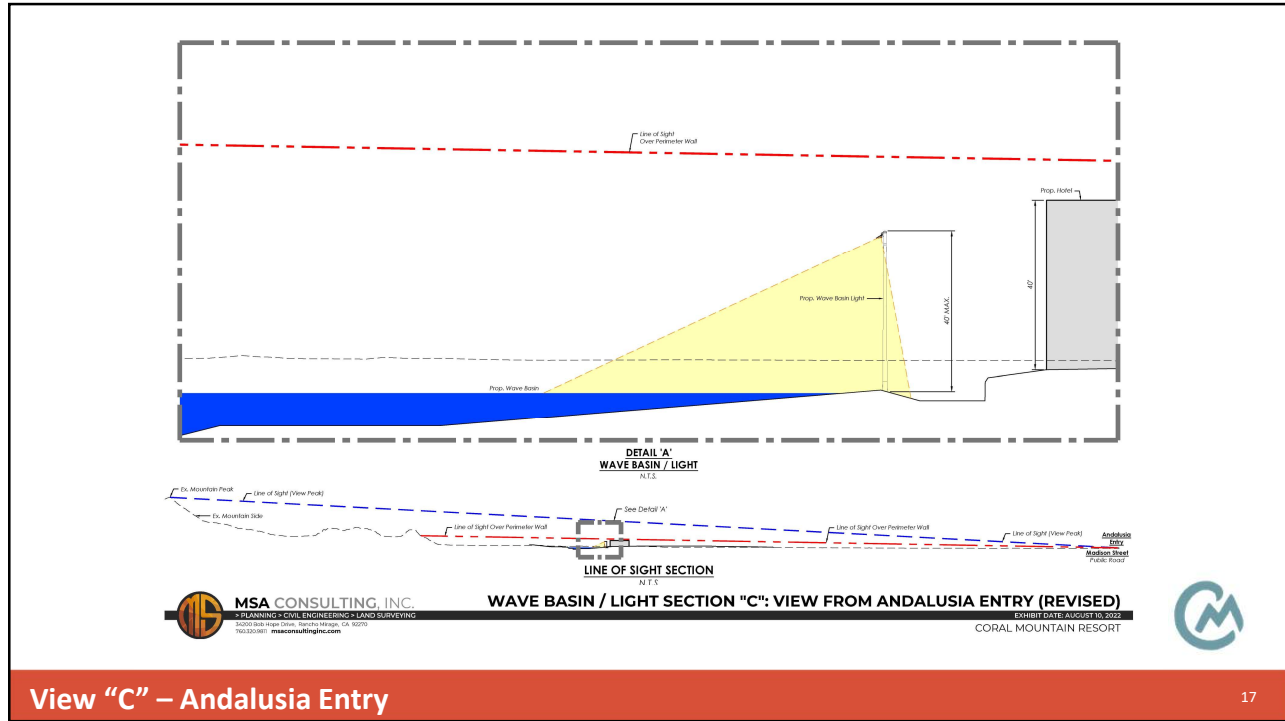 Line of Sight
Over Perimeter Wall
Prop. Hotel
40'
Prop. Wave Basin Light
40' MAX.
Prop. Wave Basin
DETAIL 'A'
WAVE BASIN / LIGHT
N.T.S.
Ex. Mountain Peak
Line of Sight (View Peak)
See Detail 'A'
Ex. Mountain Side
Line of Sight Over Perimeter Wall
Line of Sight Over Perimeter Wall
Line of Sight (View Peak)
Andalusia
Entry
Madison Street
Public Road
LINE OF SIGHT SECTION
N.T.S.
MS
MSA CONSULTING, INC.
> PLANNING > CIVIL ENGINEERING > LAND SURVEYING
34200 Bob Hope Drive, Rancho Mirage, CA 92270
760.320.9811 msaconsultinginc.com
WAVE BASIN / LIGHT SECTION "C": VIEW FROM ANDALUSIA ENTRY (REVISED)
EXHIBIT DATE: AUGUST 10, 2022
CORAL MOUNTAIN RESORT
CM
View “C” – Andalusia Entry
17